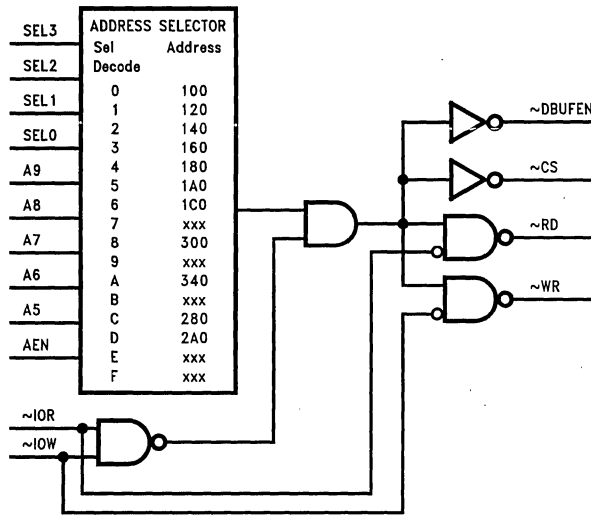 SEL3
SEL2
SEL1
SEL0
A9
A8
A7
A6
A5
AEN
~IOR
~IOW
ADDRESS SELECTOR
Sel Address
Decode
0 100
1 120
2 140
3 160
4 180
5 1A0
6 1C0
7 xxx
8 300
9 xxx
A 340
B xxx
C 280
D 2A0
E xxx
F xxx
~DBUFEN
~CS
~RD
~WR